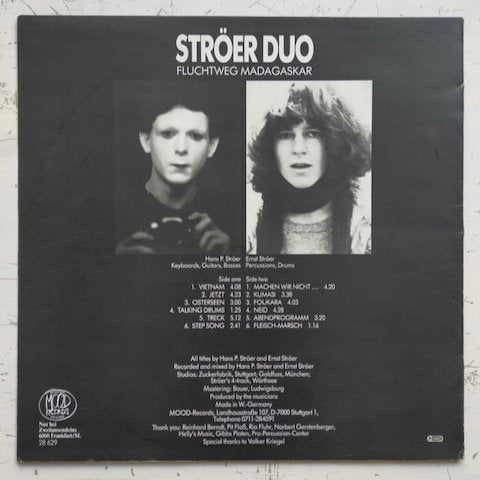 STRÖER DUO
FLUCHTWEG MADAGASKAR
Hans P. Ströer
Keyboards, Guitars, Basses
Ernst Ströer
Percussions, Drums
Side one
1. VIETNAM 4.08
2. JETZT 4.23
3. OSTERSEEN 3.00
4. TALKING DRUMS 1.25
5. TRECK 5.12
6. STEP SONG 2.41
Side two
1. MACHEN WIR NICHT ... 4.20
2. KUMASI 3.38
3. FOLIKARA 4.03
4. NEID 4.28
5. ABENDPROGRAMM 3.20
6. FLEISCH-MARSCH 1.16
All titles by Hans P. Ströer and Ernst Ströer
Recorded and mixed by Hans P. Ströer and Ernst Ströer
Studios: Zuckerfabrik, Stuttgart; Goldfuss, München;
Ströer's 4-track, Wörthsee
Mastering: Bauer, Ludwigsburg
Produced by the musicians
Made in W.-Germany
MOOD-Records, Landhausstraße 107, D-7000 Stuttgart 1,
Telephone 0711-284091
Thank you: Reinhard Berndt, Pit Floß, Ria Fluhr, Norbert Gerstenberger,
Helly's Music, Gibbs Platen, Pro-Percussion-Center
Special thanks to Volker Kriegel
MOOD
RECORDS
Nur bei
Zweitausendeins
6000 Frankfurt/M.
28 629